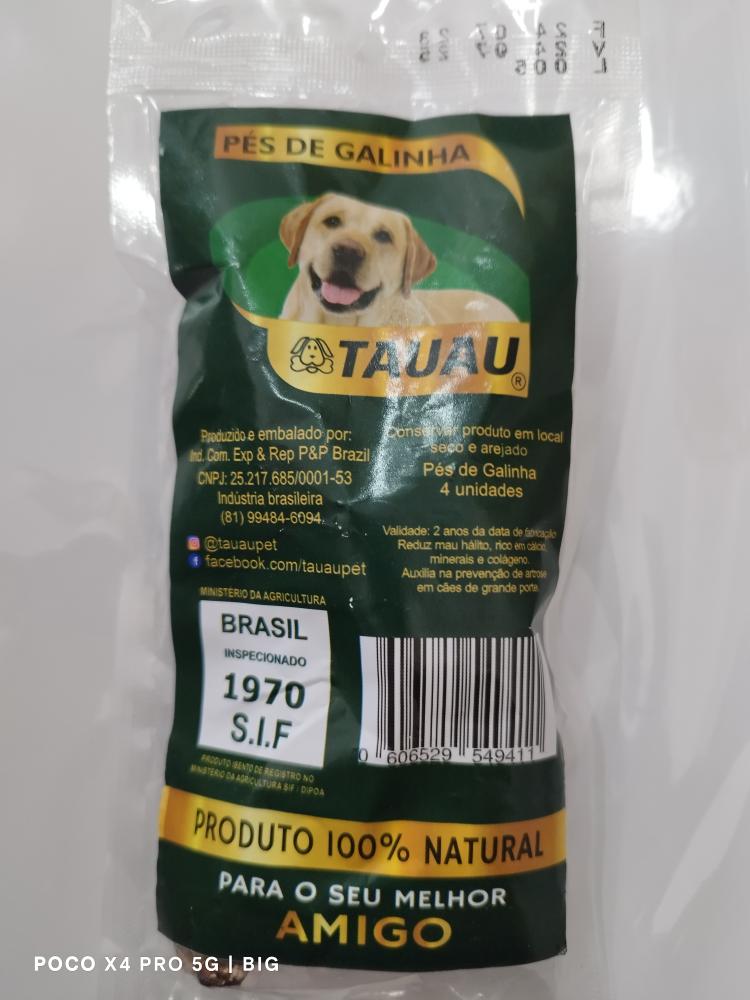 PÉS DE GALINHA
TAUAU
®
Produzido e embalado por:
Ind. Com. Exp & Rep P&P Brazil
CNPJ: 25.217.685/0001-53
Indústria brasileira
(81) 99484-6094
@tauaupet
facebook.com/tauaupet
Conservar produto em local
seco e arejado
Pés de Galinha
4 unidades
Validade: 2 anos da data de fabricação
Reduz mau hálito, rico em cálcio,
minerais e colágeno.
Auxilia na prevenção de artrose
em cães de grande porte.
MINISTÉRIO DA AGRICULTURA
BRASIL
INSPECIONADO
1970
S.I.F
PRODUTO ISENTO DE REGISTRO NO
MINISTÉRIO DA AGRICULTURA SIF / DIPOA
0 606529 549411
PRODUTO 100% NATURAL
PARA O SEU MELHOR
AMIGO
POCO X4 PRO 5G | BIG